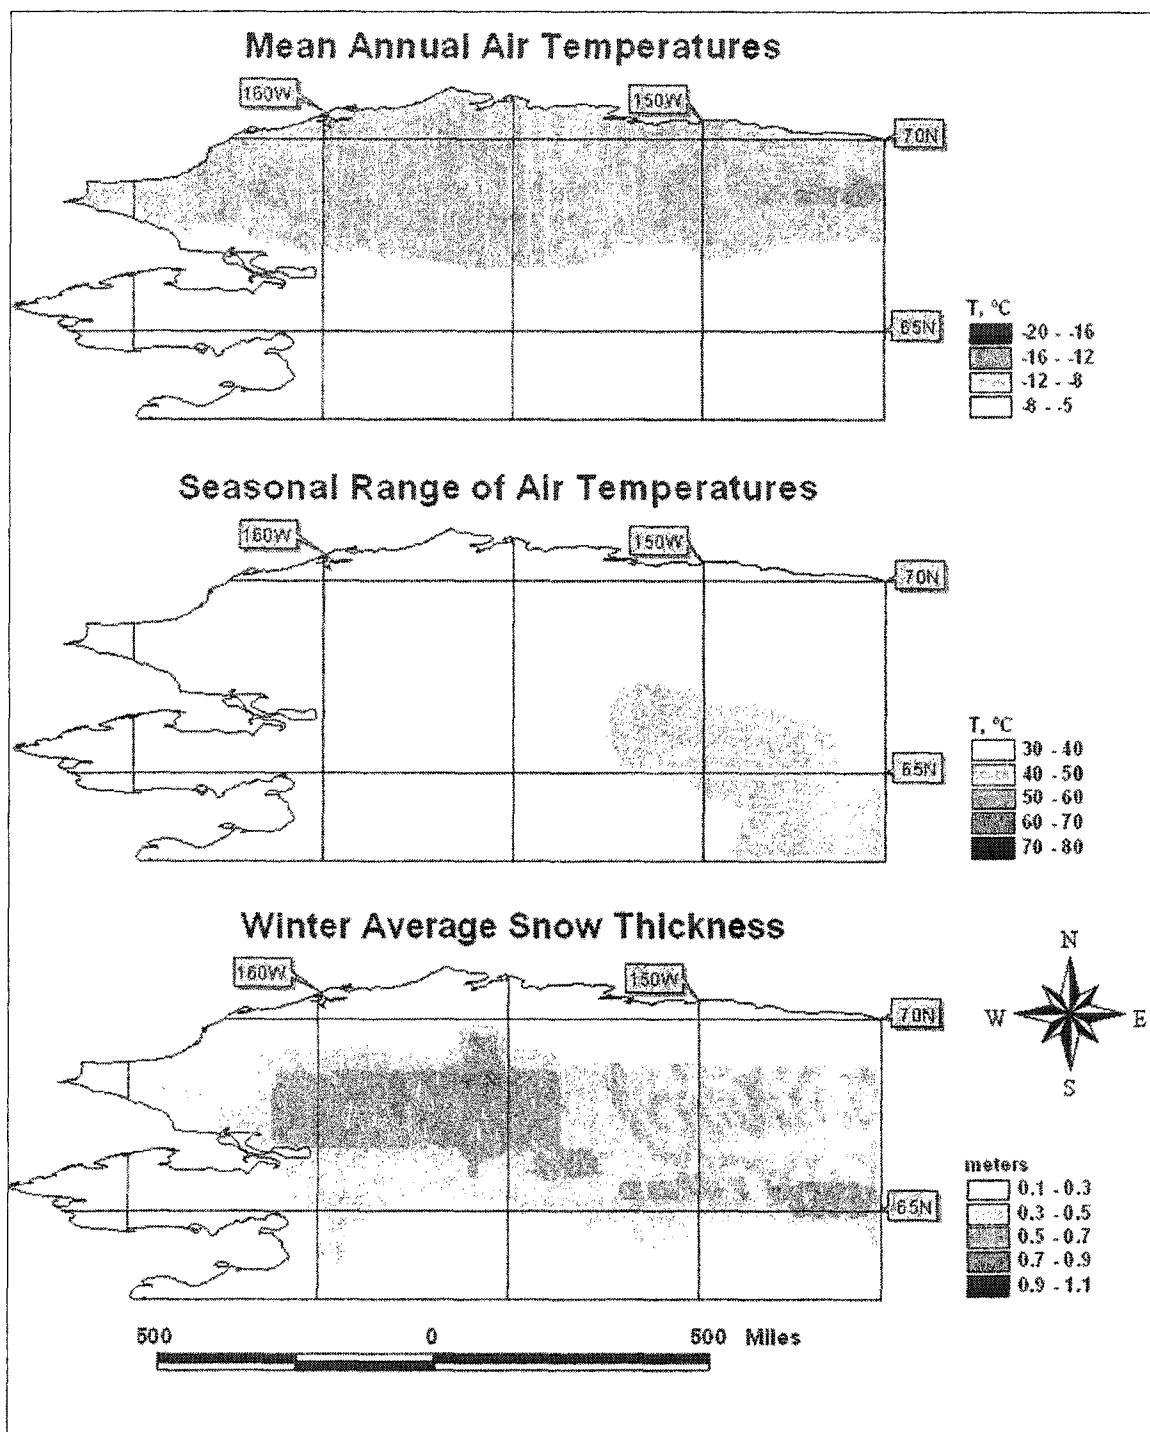 Mean Annual Air Temperatures
160W
150W
70N
65N
T, °C
-20 - -16
-16 - -12
-12 - -8
-8 - -5
Seasonal Range of Air Temperatures
160W
150W
70N
65N
T, °C
30 - 40
40 - 50
50 - 60
60 - 70
70 - 80
Winter Average Snow Thickness
160W
150W
70N
65N
N
W E
S
meters
0.1 - 0.3
0.3 - 0.5
0.5 - 0.7
0.7 - 0.9
0.9 - 1.1
500 0 500 Miles